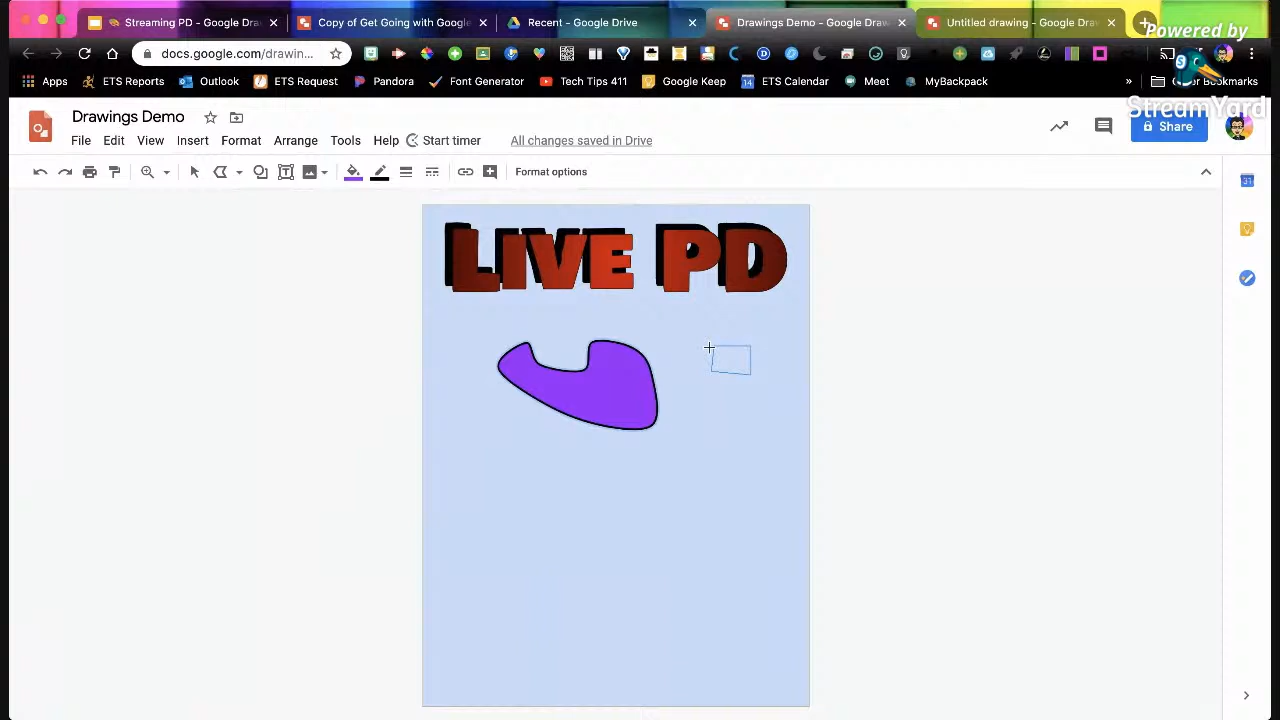 Streaming PD - Google Dra
Copy of Get Going with Google
Recent - Google Drive
Drawings Demo - Google Draw
Untitled drawing - Google Dra
Powered by
StreamYard
docs.google.com/drawin...
Apps
ETS Reports
Outlook
ETS Request
Pandora
Font Generator
Tech Tips 411
Google Keep
ETS Calendar
Meet
MyBackpack
»
Bookmarks
Drawings Demo
File Edit View Insert Format Arrange Tools Help Start timer All changes saved in Drive
Share
Format options
LIVE PD